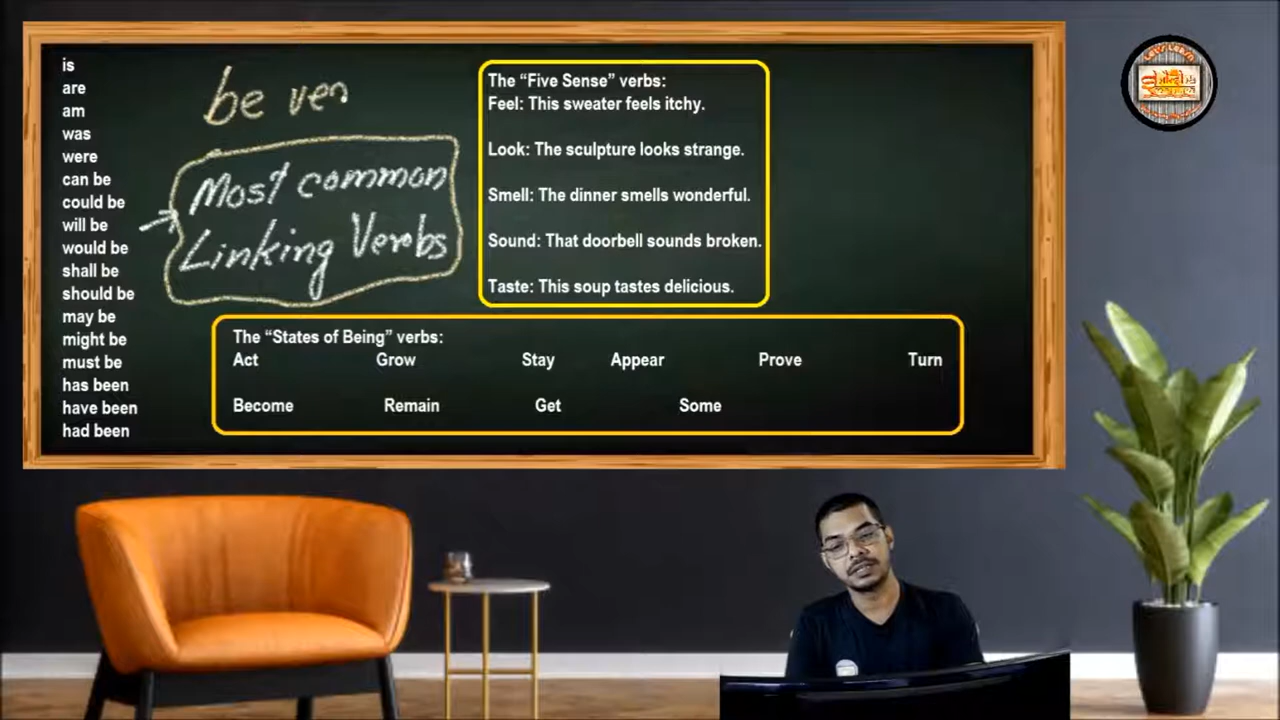 is
are
am
was
were
can be
could be
will be
would be
shall be
should be
may be
might be
must be
has been
have been
had been
be ver
Most common
Linking Verbs
The “Five Sense” verbs:
Feel: This sweater feels itchy.
Look: The sculpture looks strange.
Smell: The dinner smells wonderful.
Sound: That doorbell sounds broken.
Taste: This soup tastes delicious.
The “States of Being” verbs:
Act Grow Stay Appear Prove Turn
Become Remain Get Some
Let's Learn